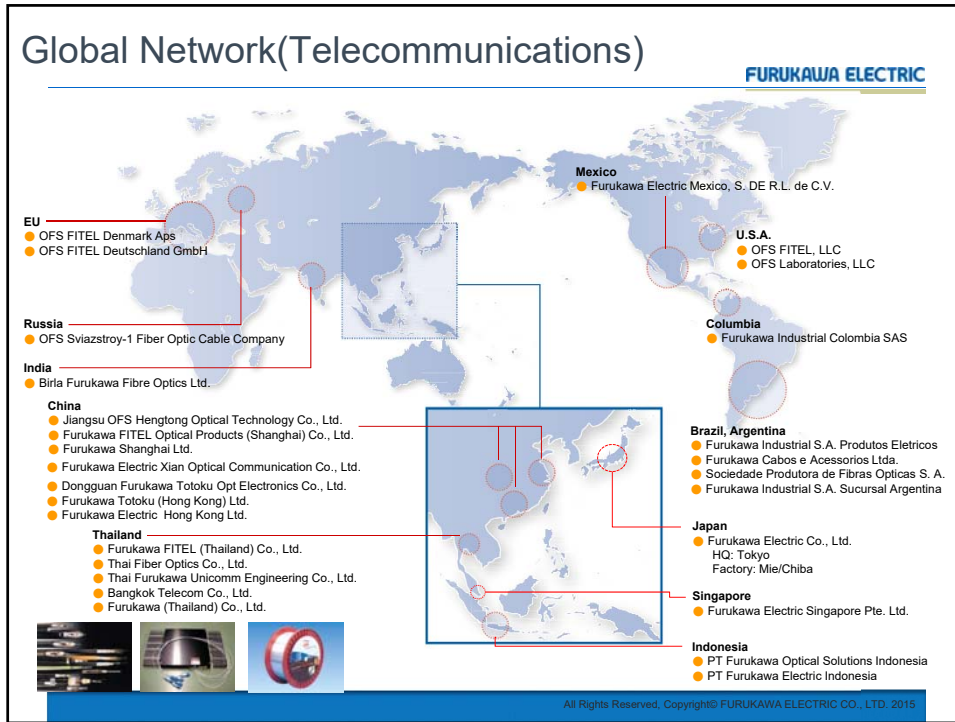 Global Network(Telecommunications)
FURUKAWA ELECTRIC
Mexico
Furukawa Electric Mexico, S. DE R.L. de C.V.
EU
OFS FITEL Denmark Aps
OFS FITEL Deutschland GmbH
U.S.A.
OFS FITEL, LLC
OFS Laboratories, LLC
Russia
OFS Sviazstroy-1 Fiber Optic Cable Company
Columbia
Furukawa Industrial Colombia SAS
India
Birla Furukawa Fibre Optics Ltd.
China
Jiangsu OFS Hengtong Optical Technology Co., Ltd.
Furukawa FITEL Optical Products (Shanghai) Co., Ltd.
Furukawa Shanghai Ltd.
Furukawa Electric Xian Optical Communication Co., Ltd.
Dongguan Furukawa Totoku Opt Electronics Co., Ltd.
Furukawa Totoku (Hong Kong) Ltd.
Furukawa Electric Hong Kong Ltd.
Brazil, Argentina
Furukawa Industrial S.A. Produtos Eletricos
Furukawa Cabos e Acessorios Ltda.
Sociedade Produtora de Fibras Opticas S. A.
Furukawa Industrial S.A. Sucursal Argentina
Thailand
Furukawa FITEL (Thailand) Co., Ltd.
Thai Fiber Optics Co., Ltd.
Thai Furukawa Unicomm Engineering Co., Ltd.
Bangkok Telecom Co., Ltd.
Furukawa (Thailand) Co., Ltd.
Japan
Furukawa Electric Co., Ltd.
HQ: Tokyo
Factory: Mie/Chiba
Singapore
Furukawa Electric Singapore Pte. Ltd.
Indonesia
PT Furukawa Optical Solutions Indonesia
PT Furukawa Electric Indonesia
All Rights Reserved, Copyright© FURUKAWA ELECTRIC CO., LTD. 2015